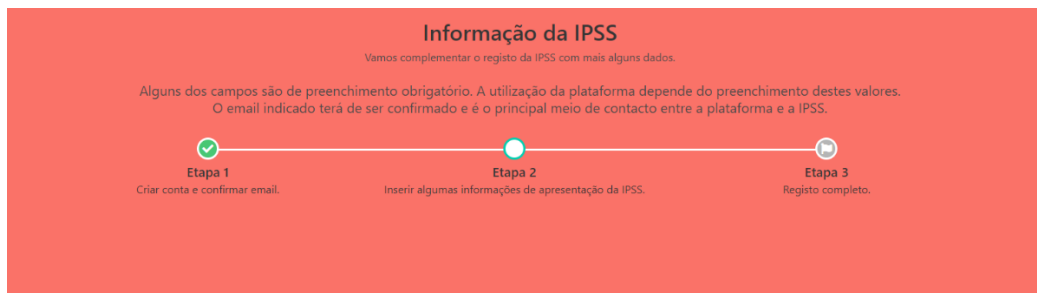 Informação da IPSS
Vamos complementar o registo da IPSS com mais alguns dados.
Alguns dos campos são de preenchimento obrigatório. A utilização da plataforma depende do preenchimento destes valores.
O email indicado terá de ser confirmado e é o principal meio de contacto entre a plataforma e a IPSS.
Etapa 1
Criar conta e confirmar email.
Etapa 2
Inserir algumas informações de apresentação da IPSS.
Etapa 3
Registo completo.